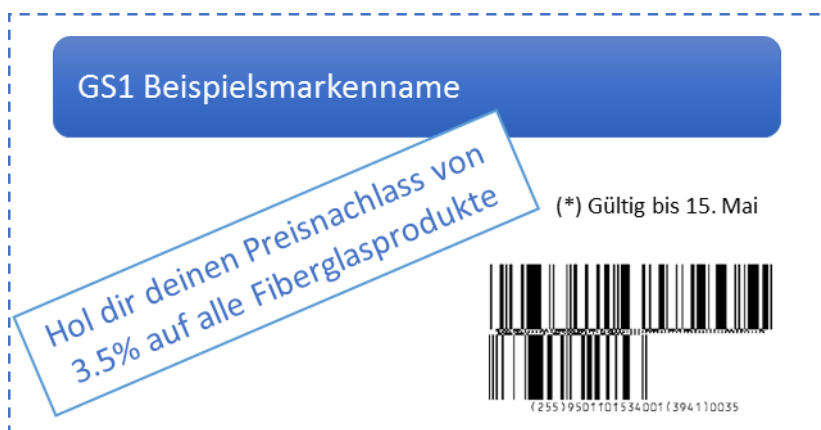 GS1 Beispielsmarkenname
Hol dir deinen Preisnachlass von
3.5% auf alle Fiberglasprodukte
(*) Gültig bis 15. Mai
(255)9501101534001(3941)0035